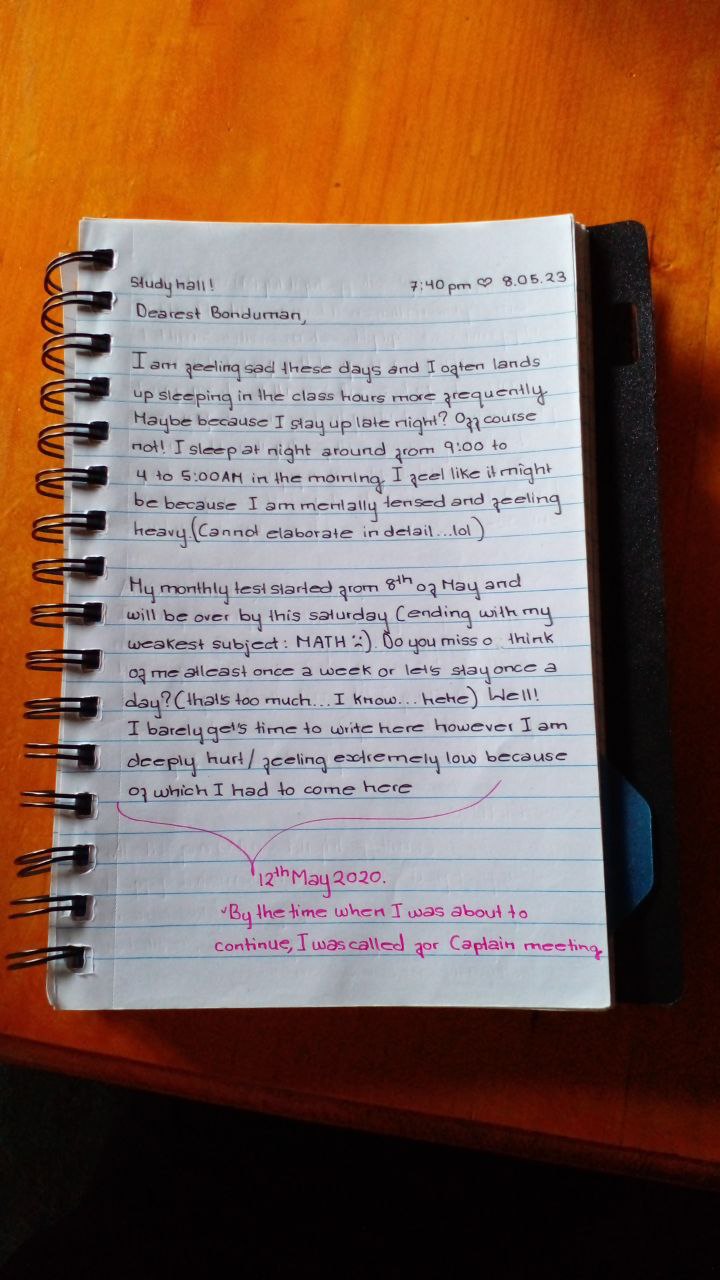 Study hall! 7:40 pm ♡ 8.05.23
Dearest Bonduman,
I am feeling sad these days and I often lands
up sleeping in the class hours more frequently.
Maybe because I stay up late night? Off course
not! I sleep at night around from 9:00 to
4 to 5:00AM in the morning. I feel like it might
be because I am mentally tensed and feeling
heavy.(Cannot elaborate in detail...lol)
My monthly test started from 8th of May and
will be over by this saturday (ending with my
weakest subject: MATH :(). Do you miss o think
of me atleast once a week or let's stay once a
day? (that's too much... I know... hehe) Well!
I barely get's time to write here however I am
deeply hurt/ feeling extremely low because
of which I had to come here
12th May 2020.
By the time when I was about to
continue, I was called for Captain meeting